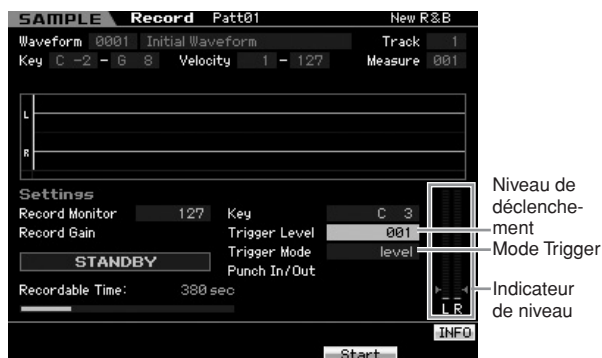 SAMPLE Record Patt01 New R&B
Waveform 0001 Initial Waveform Track 1
Key C -2 - G 8 Velocity 1 - 127 Measure 001
L
R
Settings
Record Monitor 127 Key C 3
Record Gain Trigger Level 001
Trigger Mode level
STANDBY
Punch In/Out
Recordable Time: 380 sec
L R
INFO
Start
Niveau de
déclenche-
ment
Mode Trigger
Indicateur
de niveau